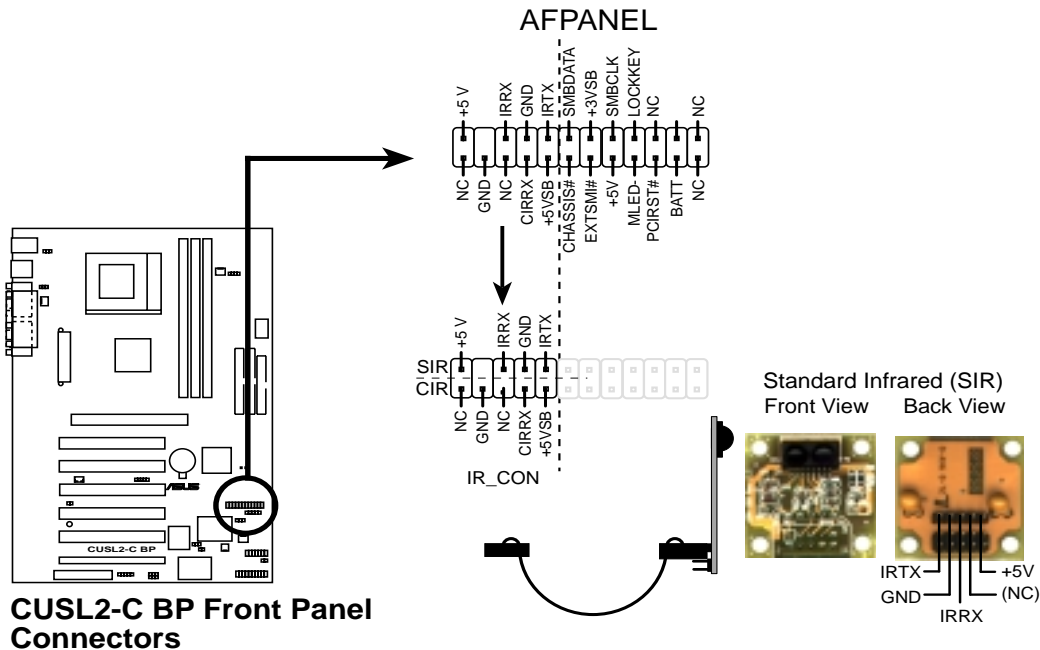 AFPANEL
+5 V
IRRX
GND
IRTX
SMBDATA
+3VSB
SMBCLK
LOCKKEY
NC
NC
NC
GND
NC
CIRRX
+5VSB
CHASSIS#
EXTSMI#
+5V
MLED-
PCIRST#
BATT
NC
SIR
CIR
+5 V
IRRX
GND
IRTX
NC
GND
NC
CIRRX
+5VSB
IR_CON
Standard Infrared (SIR)
Front View Back View
IRTX
GND
IRRX
+5V
(NC)
ASUS
CUSL2-C BP
CUSL2-C BP Front Panel
Connectors